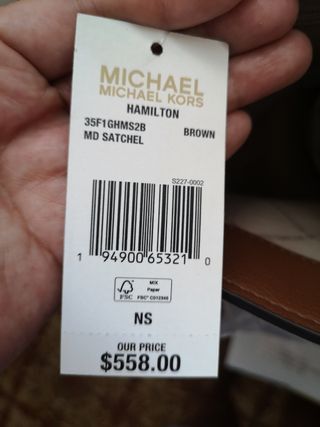 MICHAEL
MICHAEL KORS
HAMILTON
35F1GHMS2B BROWN
MD SATCHEL
S227-0002
1 94900 65321 0
MIX
Paper
FSC FSC® C012345
NS
OUR PRICE
$558.00